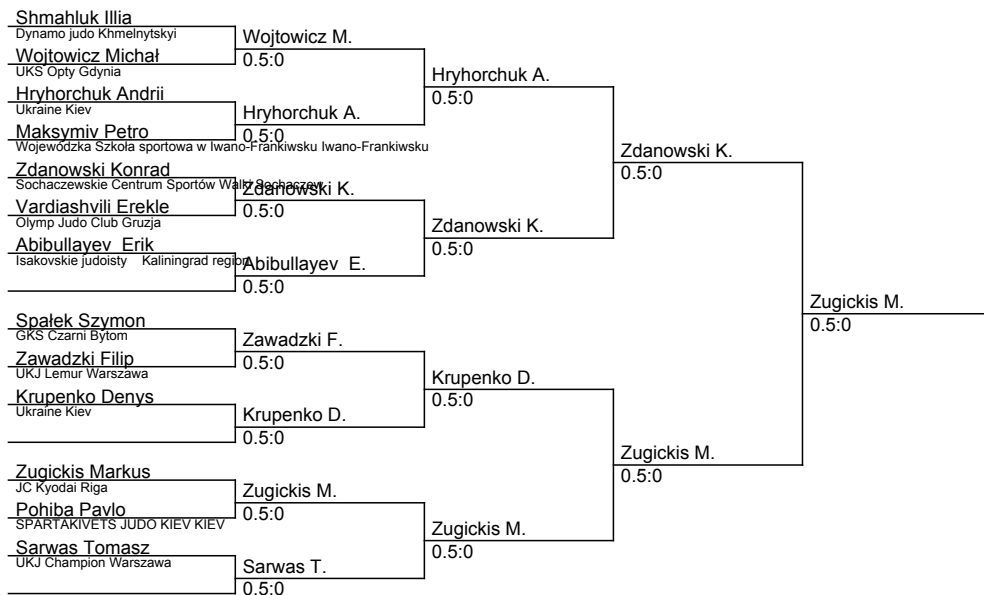 Shmahluk Illia
Dynamo judo Khmelnytskyi
Wojtowicz Michał
UKS Opty Gdynia
Hryhorchuk Andrii
Ukraine Kiev
Maksymiv Petro
Wojewódzka Szkoła sportowa w Iwano-Frankiwsku Iwano-Frankiwsku
Zdanowski Konrad
Sochaczewskie Centrum Sportów Walki Sochaczew
Vardiashvili Erekle
Olymp Judo Club Gruzja
Abibullayev  Erik
Isakovskie judoisty    Kaliningrad region
Spałek Szymon
GKS Czarni Bytom
Zawadzki Filip
UKJ Lemur Warszawa
Krupenko Denys
Ukraine Kiev
Zugickis Markus
JC Kyodai Riga
Pohiba Pavlo
SPARTAKIVETS JUDO KIEV KIEV
Sarwas Tomasz
UKJ Champion Warszawa
Wojtowicz M.
0.5:0
Hryhorchuk A.
0.5:0
Zdanowski K.
0.5:0
Abibullayev  E.
0.5:0
Zawadzki F.
0.5:0
Krupenko D.
0.5:0
Zugickis M.
0.5:0
Sarwas T.
0.5:0
Hryhorchuk A.
0.5:0
Zdanowski K.
0.5:0
Krupenko D.
0.5:0
Zugickis M.
0.5:0
Zdanowski K.
0.5:0
Zugickis M.
0.5:0
Zugickis M.
0.5:0